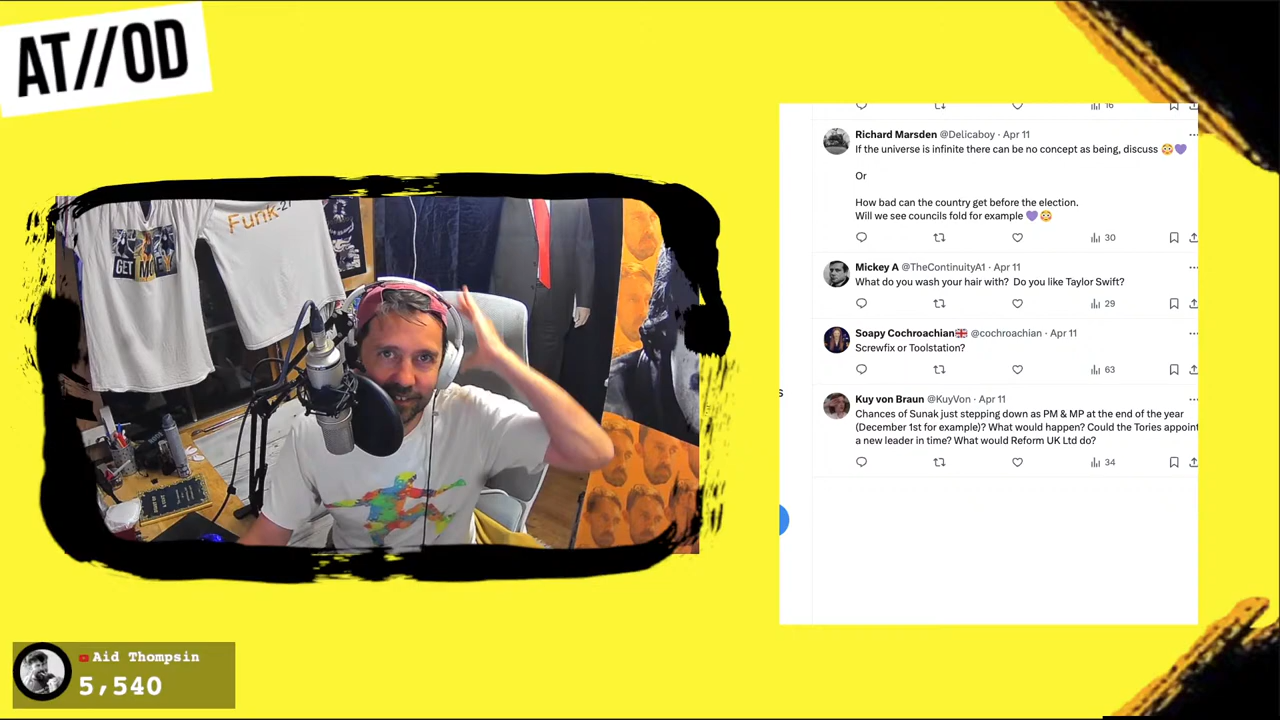 AT//OD
16
Richard Marsden @Delicaboy · Apr 11
If the universe is infinite there can be no concept as being, discuss 😳💜
Or
How bad can the country get before the election.
Will we see councils fold for example 💜😳
30
Mickey A @TheContinuityA1 · Apr 11
What do you wash your hair with? Do you like Taylor Swift?
29
Soapy Cochroachian🇬🇧 @cochroachian · Apr 11
Screwfix or Toolstation?
63
Kuy von Braun @KuyVon · Apr 11
Chances of Sunak just stepping down as PM & MP at the end of the year
(December 1st for example)? What would happen? Could the Tories appoint
a new leader in time? What would Reform UK Ltd do?
34
s
GET
Funk-27
Aid Thompsin
5,540